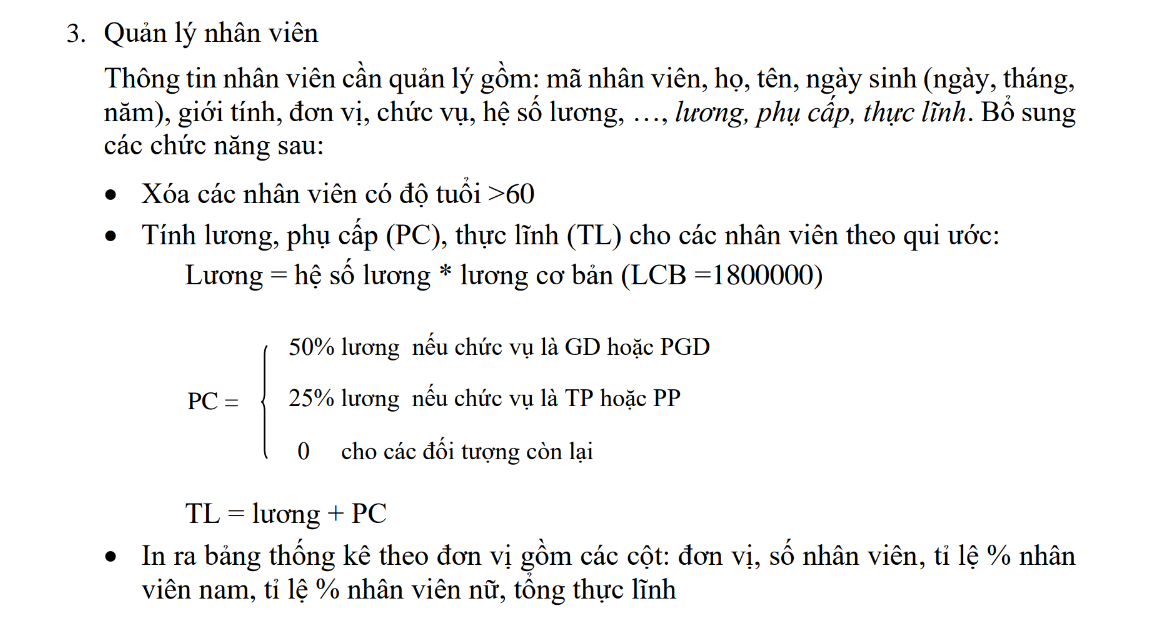 3. Quản lý nhân viên
Thông tin nhân viên cần quản lý gồm: mã nhân viên, họ, tên, ngày sinh (ngày, tháng,
năm), giới tính, đơn vị, chức vụ, hệ số lương, …, lương, phụ cấp, thực lĩnh. Bổ sung
các chức năng sau:
• Xóa các nhân viên có độ tuổi >60
• Tính lương, phụ cấp (PC), thực lĩnh (TL) cho các nhân viên theo qui ước:
Lương = hệ số lương * lương cơ bản (LCB =1800000)
50% lương nếu chức vụ là GD hoặc PGD
PC = { 25% lương nếu chức vụ là TP hoặc PP
0 cho các đối tượng còn lại
TL = lương + PC
• In ra bảng thống kê theo đơn vị gồm các cột: đơn vị, số nhân viên, tỉ lệ % nhân
viên nam, tỉ lệ % nhân viên nữ, tổng thực lĩnh